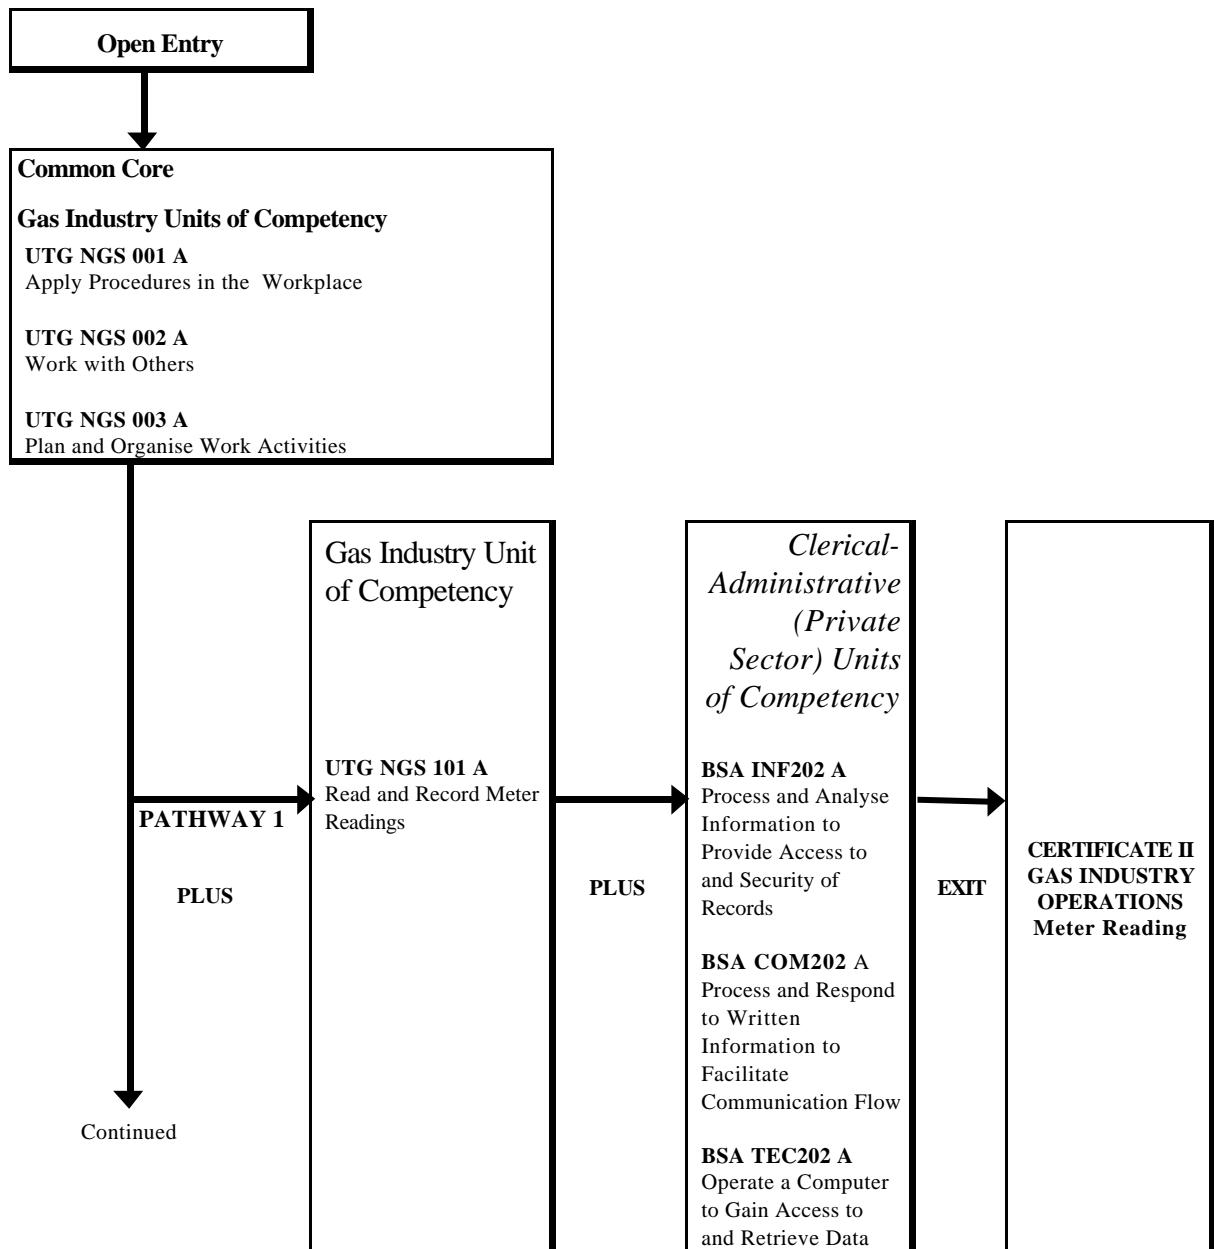 Open Entry
Common Core
Gas Industry Units of Competency
UTG NGS 001 A
Apply Procedures in the Workplace
UTG NGS 002 A
Work with Others
UTG NGS 003 A
Plan and Organise Work Activities
PATHWAY 1
PLUS
Continued
Gas Industry Unit
of Competency
UTG NGS 101 A
Read and Record Meter
Readings
PLUS
Clerical-
Administrative
(Private
Sector) Units
of Competency
BSA INF202 A
Process and Analyse
Information to
Provide Access to
and Security of
Records
BSA COM202 A
Process and Respond
to Written
Information to
Facilitate
Communication Flow
BSA TEC202 A
Operate a Computer
to Gain Access to
and Retrieve Data
EXIT
CERTIFICATE II
GAS INDUSTRY
OPERATIONS
Meter Reading